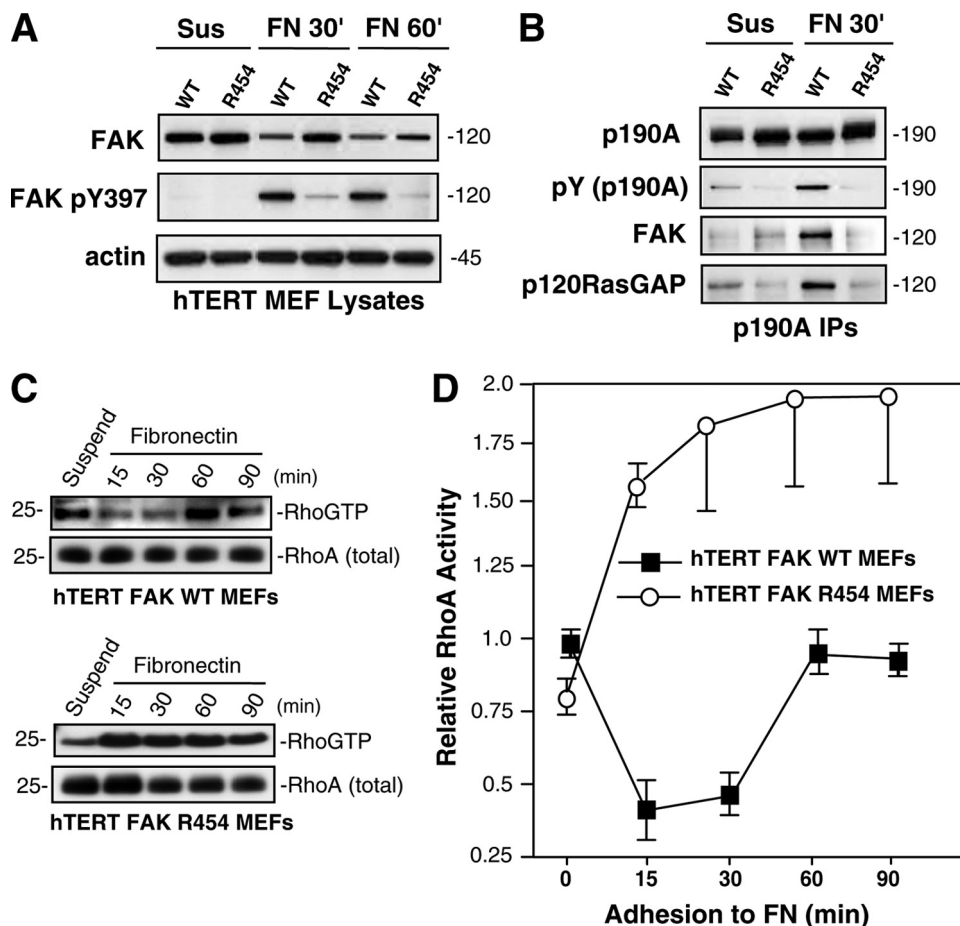 A
Sus FN 30' FN 60'
WT R454 WT R454 WT R454
FAK -120
FAK pY397 -120
actin -45
hTERT MEF Lysates
B
Sus FN 30'
WT R454 WT R454
p190A -190
pY (p190A) -190
FAK -120
p120RasGAP -120
p190A IPs
C
Fibronectin
Suspend 15 30 60 90 (min)
25- -RhoGTP
25- -RhoA (total)
hTERT FAK WT MEFs
Fibronectin
Suspend 15 30 60 90 (min)
25- -RhoGTP
25- -RhoA (total)
hTERT FAK R454 MEFs
D
Relative RhoA Activity
2.0
1.75
1.50
1.25
1.0
0.75
0.5
0.25
hTERT FAK WT MEFs
hTERT FAK R454 MEFs
0 15 30 60 90
Adhesion to FN (min)